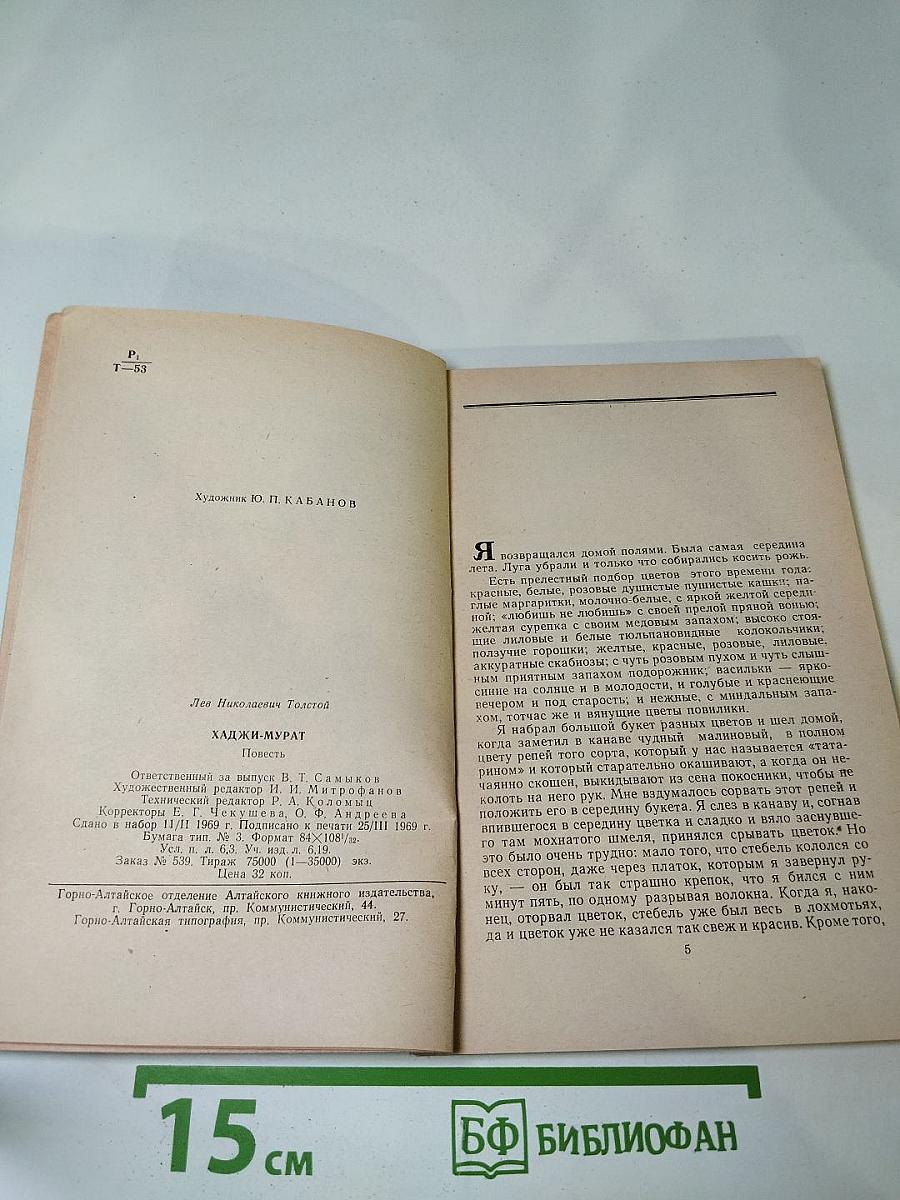 Р₁
Т—53
Художник Ю. П. КАБАНОВ
Лев Николаевич Толстой
ХАДЖИ-МУРАТ
Повесть
Ответственный за выпуск В. Т. Самыков
Художественный редактор И. И. Митрофанов
Технический редактор Р. А. Коломыц
Корректоры Е. Г. Чекушева, О. Ф. Андреева
Сдано в набор 11/II 1969 г. Подписано к печати 25/III 1969 г.
Бумага тип. № 3. Формат 84×108¹/₃₂.
Усл. п. л. 6,3. Уч. изд. л. 6,19.
Заказ № 539. Тираж 75000 (1—35000) экз.
Цена 32 коп.
Горно-Алтайское отделение Алтайского книжного издательства,
г. Горно-Алтайск, пр. Коммунистический, 44.
Горно-Алтайская типография, пр. Коммунистический, 27.
Я возвращался домой полями. Была самая середина
лета. Луга убрали и только что собирались косить рожь.
Есть прелестный подбор цветов этого времени года:
красные, белые, розовые душистые пушистые кашки; на-
глые маргаритки, молочно-белые, с яркой желтой середи-
ной; «любишь не любишь» с своей прелой пряной вонью;
желтая сурепка с своим медовым запахом; высоко стоя-
щие лиловые и белые тюльпановидные колокольчики;
ползучие горошки; желтые, красные, розовые, лиловые.
аккуратные скабиозы; с чуть розовым пухом и чуть слыш-
ным приятным запахом подорожник; васильки — ярко-
синие на солнце и в молодости, и голубые и краснеющие
вечером и под старость; и нежные, с миндальным запа-
хом, тотчас же и вянущие цветы повилики.
Я набрал большой букет разных цветов и шел домой,
когда заметил в канаве чудный малиновый, в полном
цвету репей того сорта, который у нас называется «тата-
рином» и который старательно окашивают, а когда он не-
чаянно скошен, выкидывают из сена покосники, чтобы не
колоть на него рук. Мне вздумалось сорвать этот репей и
положить его в середину букета. Я слез в канаву и, согнав
впившегося в середину цветка и сладко и вяло заснувше-
го там мохнатого шмеля, принялся срывать цветок. Но
это было очень трудно: мало того, что стебель кололся со
всех сторон, даже через платок, которым я завернул ру-
ку, — он был так страшно крепок, что я бился с ним
минут пять, по одному разрывая волокна. Когда я, нако-
нец, оторвал цветок, стебель уже был весь в лохмотьях,
да и цветок уже не казался так свеж и красив. Кроме того,
5
15 см
БФ БИБЛИОФАН